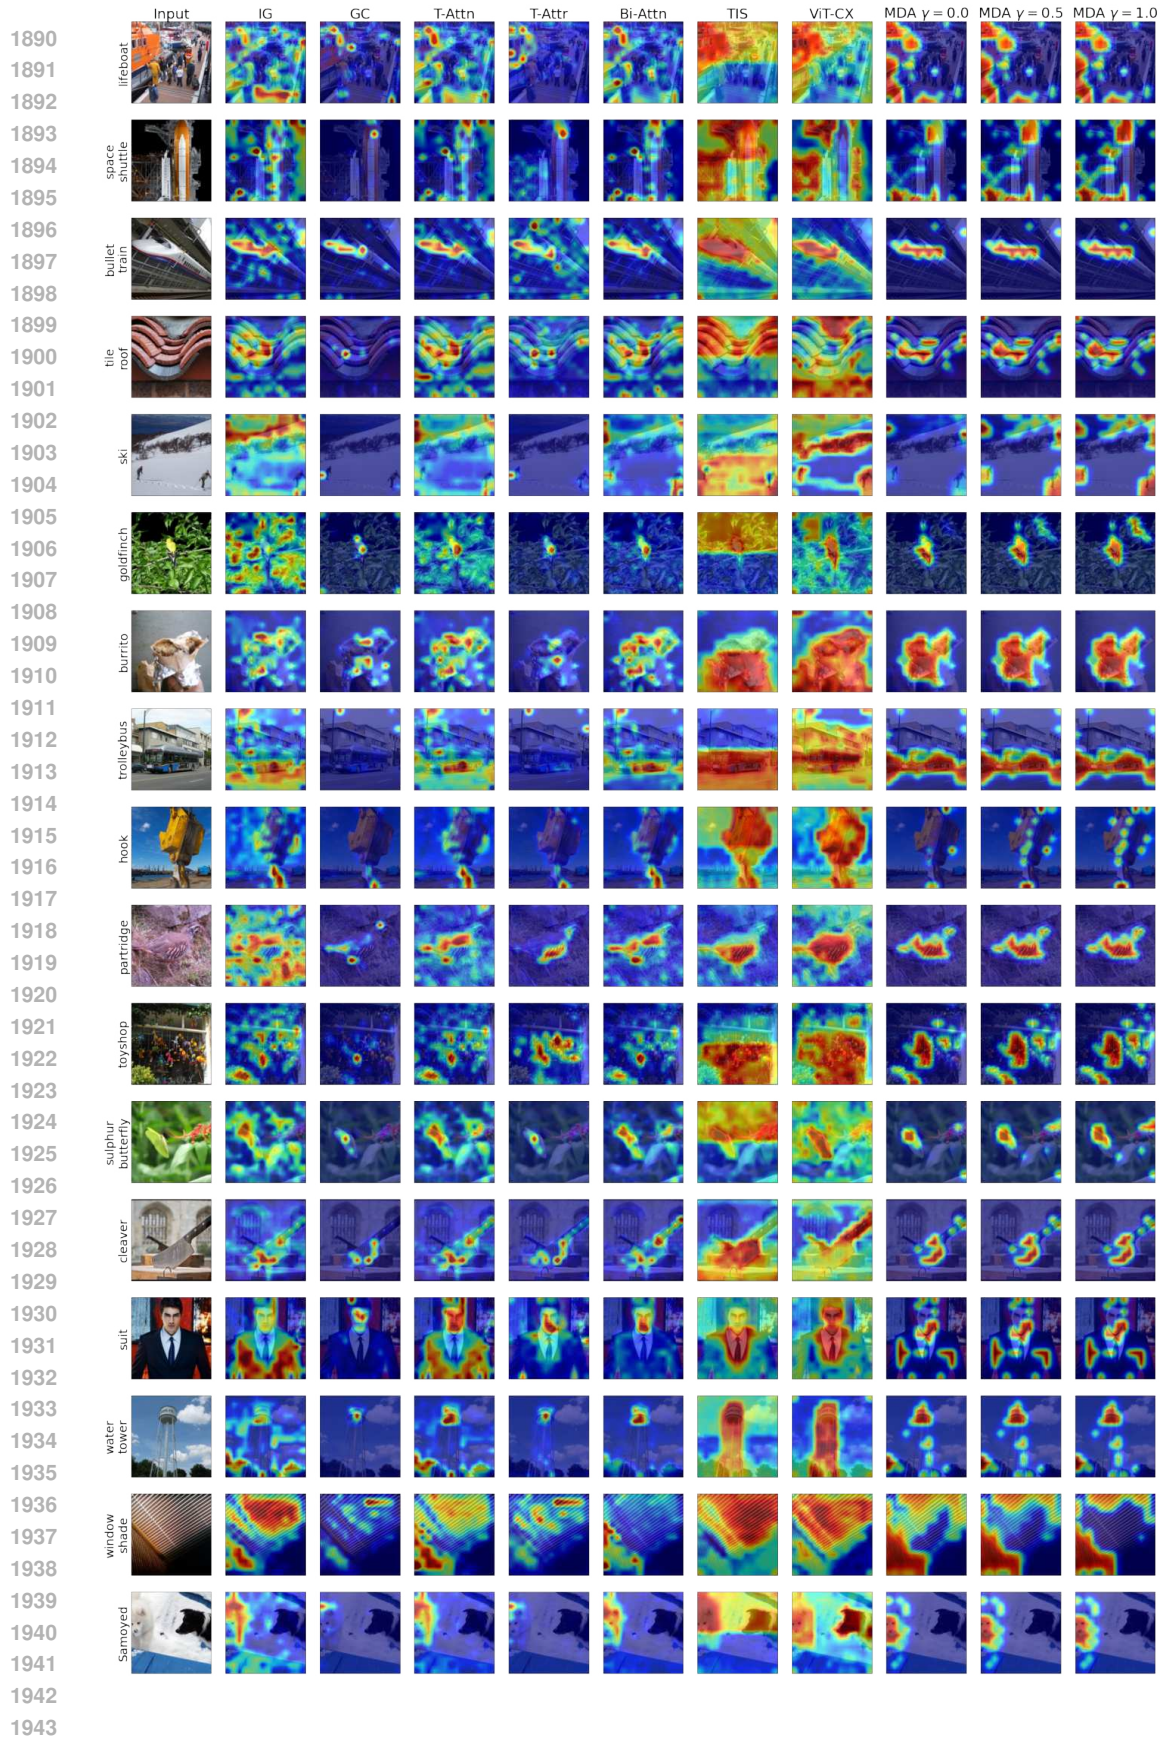 Input IG GC T-Attn T-Attr Bi-Attn TIS ViT-CX MDA γ = 0.0 MDA γ = 0.5 MDA γ = 1.0
1890
lifeboat
1891
1892
1893
space
shuttle
1894
1895
1896
bullet
train
1897
1898
1899
tile
roof
1900
1901
1902
ski
1903
1904
1905
goldfinch
1906
1907
1908
burrito
1909
1910
1911
trolleybus
1912
1913
1914
hook
1915
1916
1917
partridge
1918
1919
1920
toyshop
1921
1922
1923
sulphur
butterfly
1924
1925
1926
cleaver
1927
1928
1929
suit
1930
1931
1932
water
tower
1933
1934
1935
window
shade
1936
1937
1938
Samoyed
1939
1940
1941
1942
1943